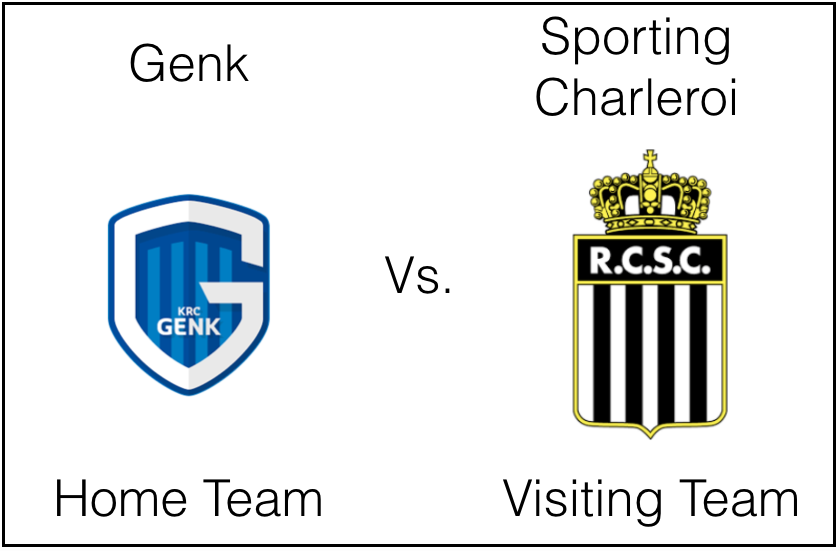 Genk
Sporting
Charleroi
KRC
GENK
Vs.
R.C.S.C.
Home Team
Visiting Team